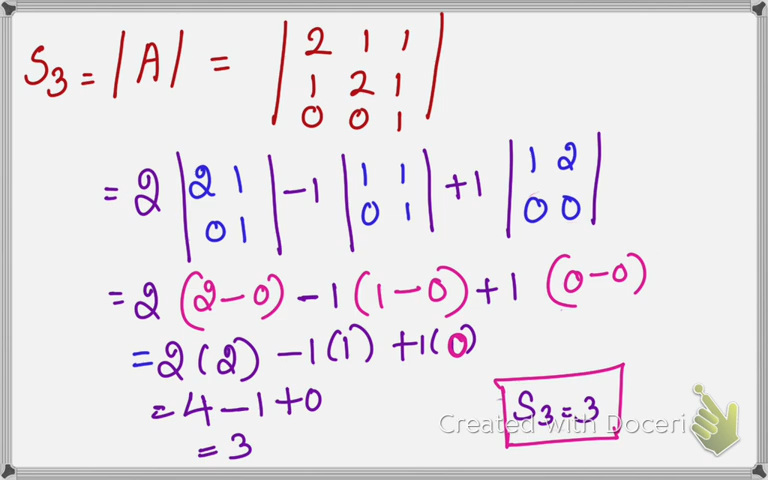 S3 = |A| = | 2 1 1
1 2 1
0 0 1 |
= 2 | 2 1 | -1 | 1 1 | +1 | 1 2 |
0 1 0 1 0 0
= 2 (2-0) -1 (1-0) + 1 (0-0)
= 2(2) -1(1) +1(0)
= 4 - 1 + 0
= 3
S3 = 3
Created with Doceri